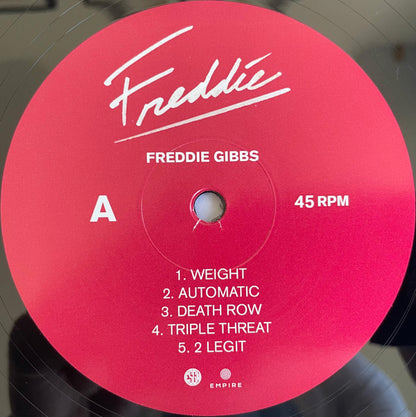 Freddie
FREDDIE GIBBS
A
45 RPM
1. WEIGHT
2. AUTOMATIC
3. DEATH ROW
4. TRIPLE THREAT
5. 2 LEGIT
EMPIRE